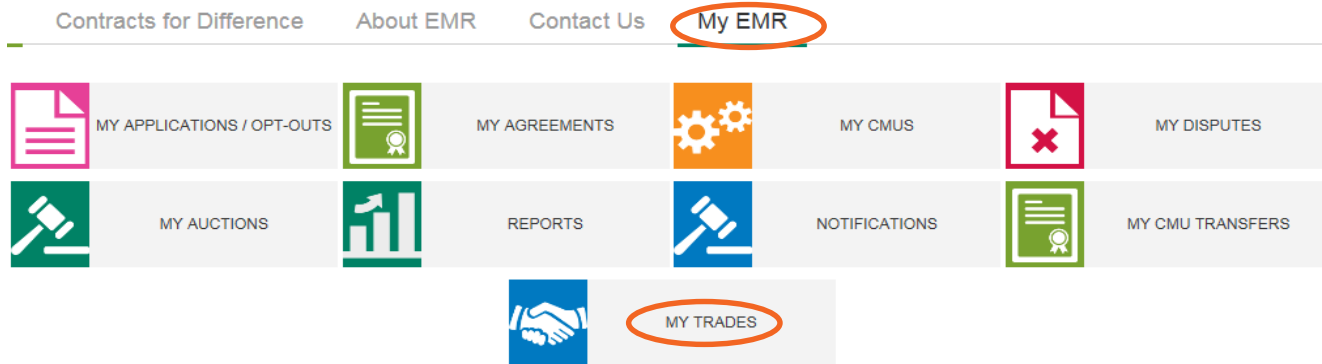 Contracts for Difference About EMR Contact Us My EMR
MY APPLICATIONS / OPT-OUTS MY AGREEMENTS MY CMUS MY DISPUTES
MY AUCTIONS REPORTS NOTIFICATIONS MY CMU TRANSFERS
MY TRADES